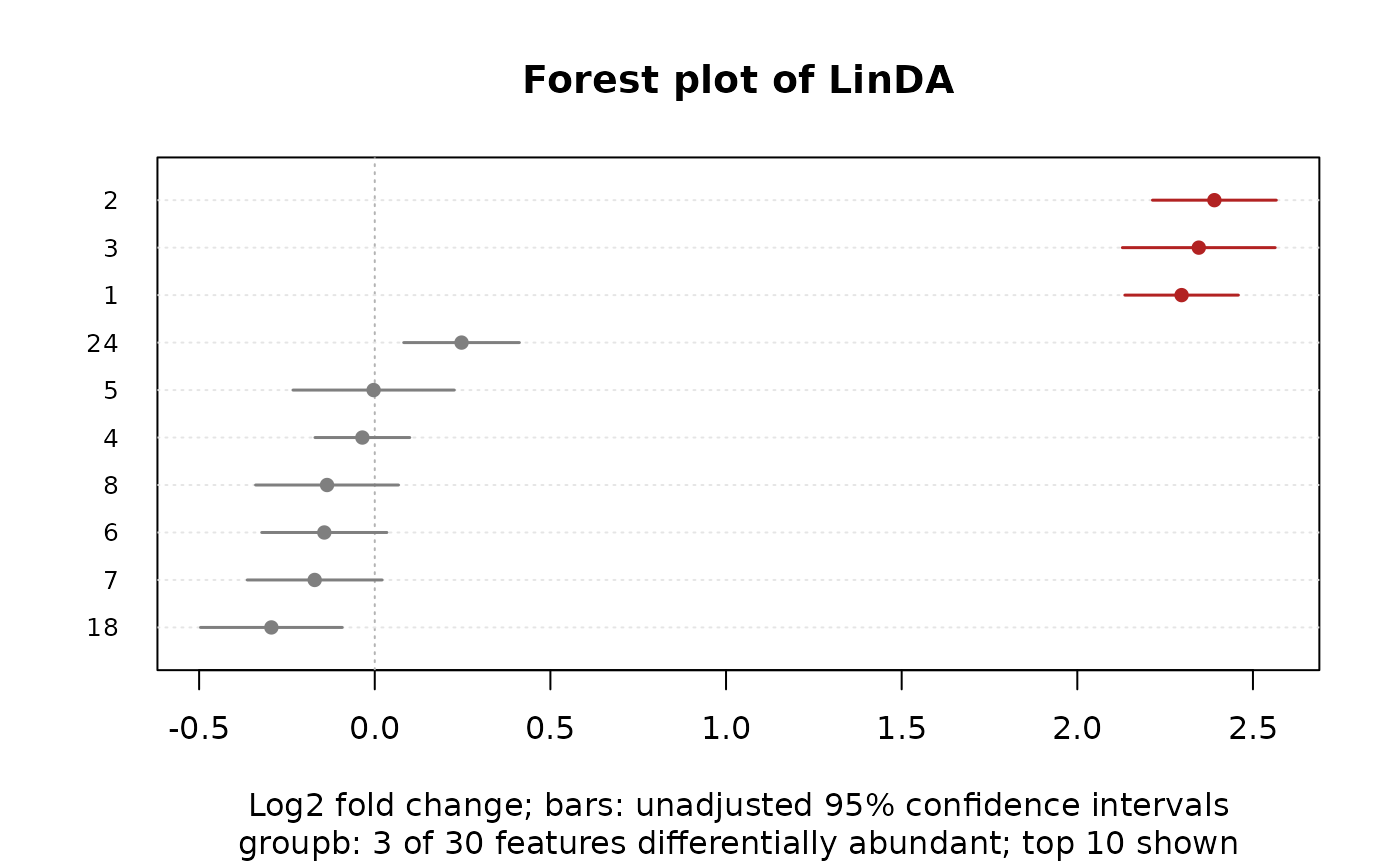 Forest plot of LinDA
2
3
1
24
5
4
8
6
7
18
-0.5 0.0 0.5 1.0 1.5 2.0 2.5
Log2 fold change; bars: unadjusted 95% confidence intervals
groupb: 3 of 30 features differentially abundant; top 10 shown